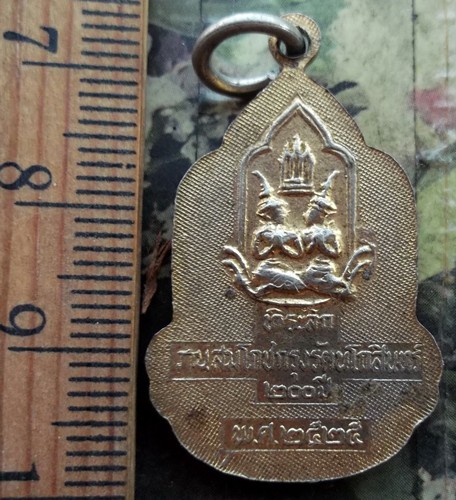 7
8
9
1
ที่ระลึก
งานสมโภชกรุงรัตนโกสินทร์
๒๐๐ ปี
พ.ศ. ๒๕๒๕